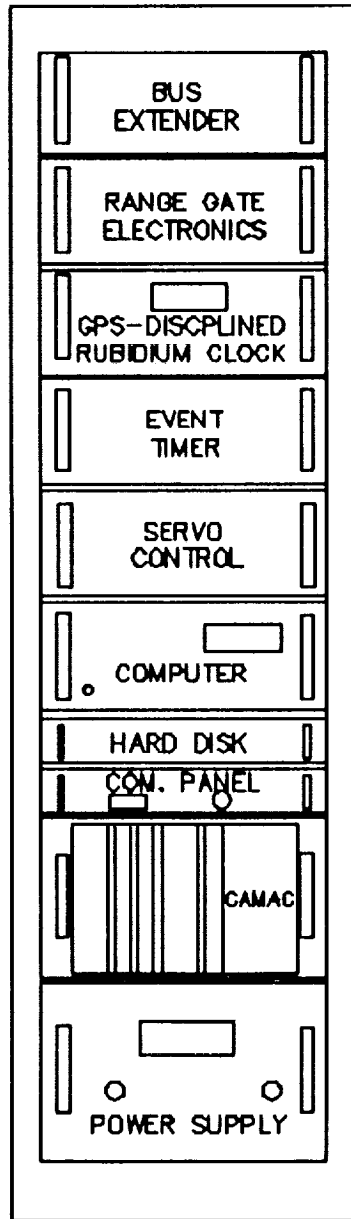 BUS
EXTENDER
RANGE GATE
ELECTRONICS
GPS-DISCPLINED
RUBIDIUM CLOCK
EVENT
TIMER
SERVO
CONTROL
COMPUTER
HARD DISK
COM. PANEL
CAMAC
POWER SUPPLY